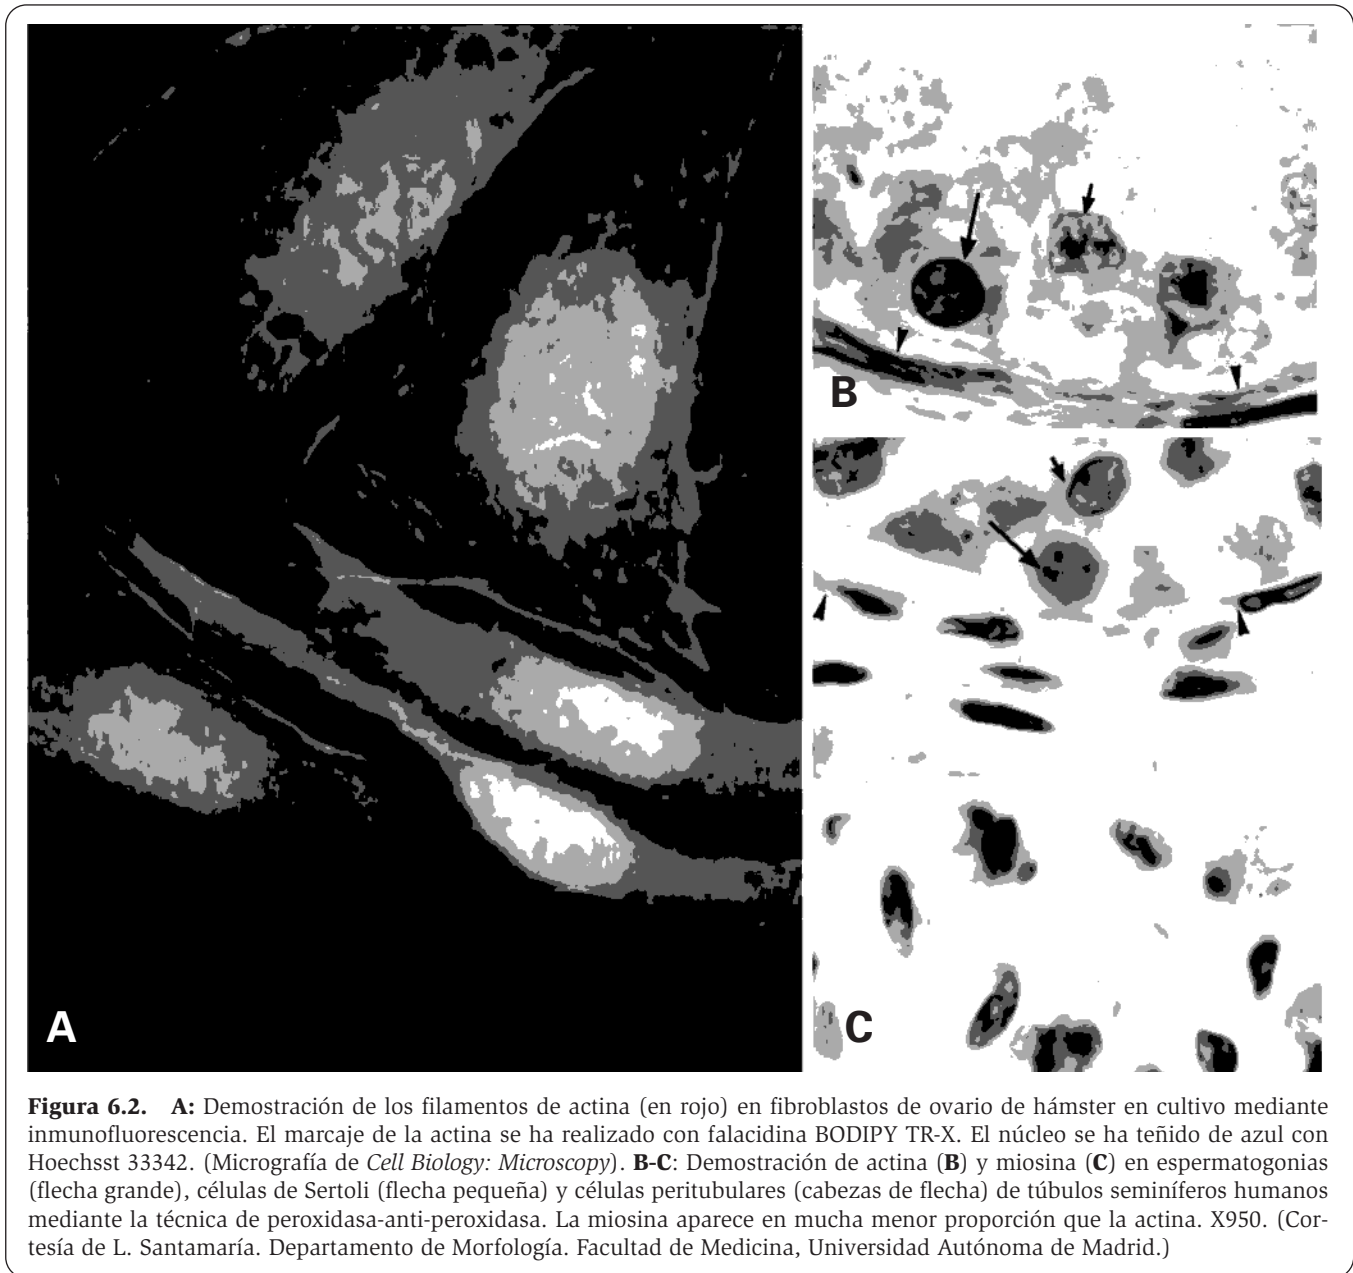 B
A
C
Figura 6.2. A: Demostración de los filamentos de actina (en rojo) en fibroblastos de ovario de hámster en cultivo mediante
inmunofluorescencia. El marcaje de la actina se ha realizado con falacidina BODIPY TR-X. El núcleo se ha teñido de azul con
Hoechsst 33342. (Micrografía de Cell Biology: Microscopy). B-C: Demostración de actina (B) y miosina (C) en espermatogonias
(flecha grande), células de Sertoli (flecha pequeña) y células peritubulares (cabezas de flecha) de túbulos seminíferos humanos
mediante la técnica de peroxidasa-anti-peroxidasa. La miosina aparece en mucha menor proporción que la actina. X950. (Cor-
tesía de L. Santamaría. Departamento de Morfología. Facultad de Medicina, Universidad Autónoma de Madrid.)